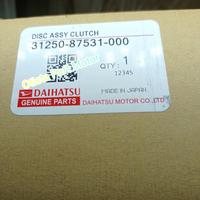 DISC ASSY CLUTCH
31250-87531-000
QTY : 1
12345
MADE IN JAPAN
DAIHATSU
GENUINE PARTS
DAIHATSU MOTOR CO.,LTD